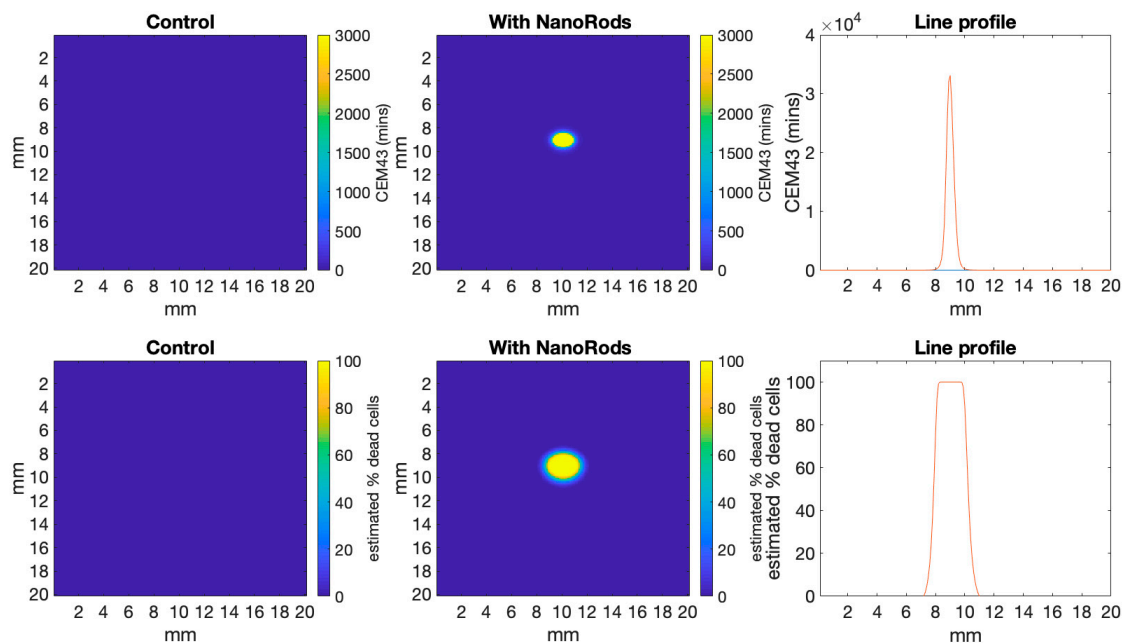 Control
2
4
6
8
10
12
14
16
18
20
mm
2 4 6 8 10 12 14 16 18 20
mm
3000
2500
2000
1500
1000
500
0
CEM43 (mins)
With NanoRods
2
4
6
8
10
12
14
16
18
20
mm
2 4 6 8 10 12 14 16 18 20
mm
3000
2500
2000
1500
1000
500
0
CEM43 (mins)
Line profile
×10⁴
4
3
2
1
0
CEM43 (mins)
2 4 6 8 10 12 14 16 18 20
mm
Control
2
4
6
8
10
12
14
16
18
20
mm
2 4 6 8 10 12 14 16 18 20
mm
100
80
60
40
20
0
estimated % dead cells
With NanoRods
2
4
6
8
10
12
14
16
18
20
mm
2 4 6 8 10 12 14 16 18 20
mm
100
80
60
40
20
0
estimated % dead cells
Line profile
100
80
60
40
20
0
estimated % dead cells
2 4 6 8 10 12 14 16 18 20
mm